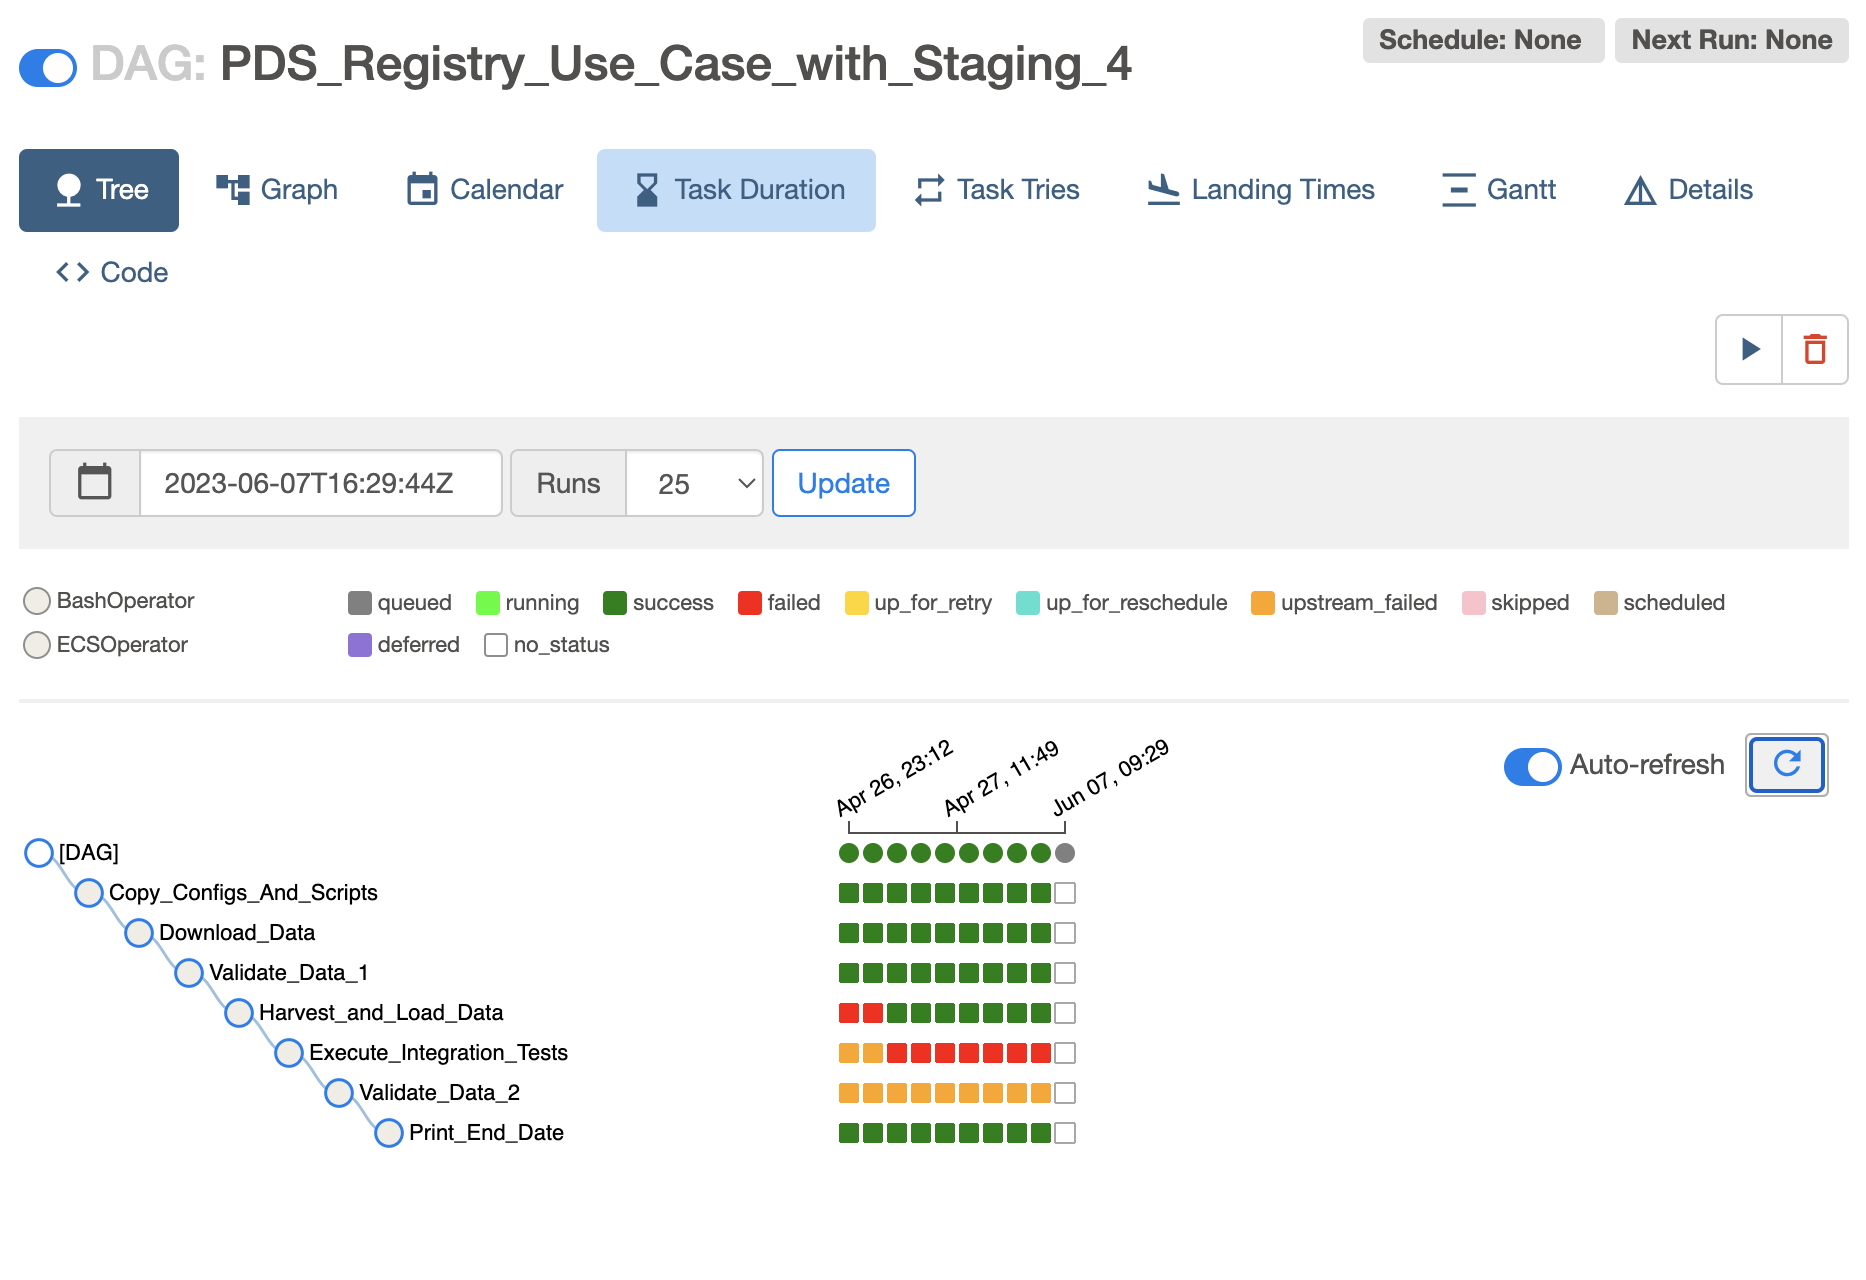 DAG: PDS_Registry_Use_Case_with_Staging_4
Schedule: None
Next Run: None
Tree
Graph
Calendar
Task Duration
Task Tries
Landing Times
Gantt
Details
Code
2023-06-07T16:29:44Z
Runs
25
Update
BashOperator
ECSOperator
queued
running
success
failed
up_for_retry
up_for_reschedule
upstream_failed
skipped
scheduled
deferred
no_status
Auto-refresh
Apr 26, 23:12
Apr 27, 11:49
Jun 07, 09:29
[DAG]
Copy_Configs_And_Scripts
Download_Data
Validate_Data_1
Harvest_and_Load_Data
Execute_Integration_Tests
Validate_Data_2
Print_End_Date